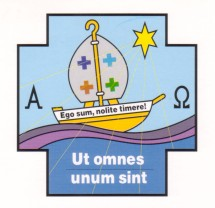 Α Ω
Ego sum, nolite timere!
Ut omnes
unum sint